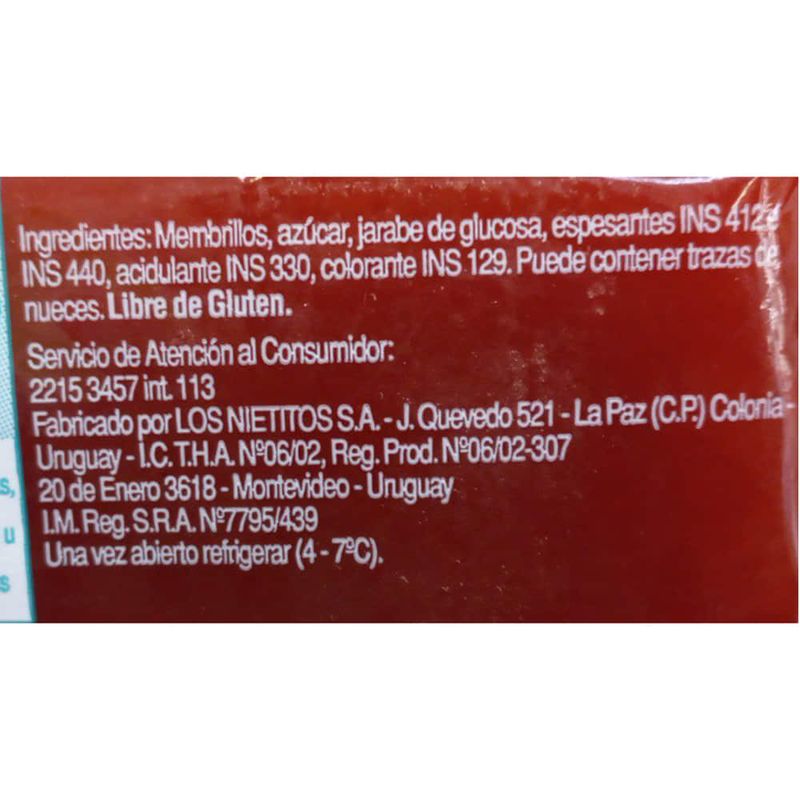 Ingredientes: Membrillos, azúcar, jarabe de glucosa, espesantes INS 412 y
INS 440, acidulante INS 330, colorante INS 129. Puede contener trazas de
nueces. Libre de Gluten.
Servicio de Atención al Consumidor:
2215 3457 int. 113
Fabricado por LOS NIETITOS S.A. - J. Quevedo 521 - La Paz (C.P.) Colonia -
Uruguay - I.C.T.H.A. Nº06/02, Reg. Prod. Nº06/02-307
20 de Enero 3618 - Montevideo - Uruguay
I.M. Reg. S.R.A. Nº7795/439
Una vez abierto refrigerar (4 - 7ºC).
s,
u
s